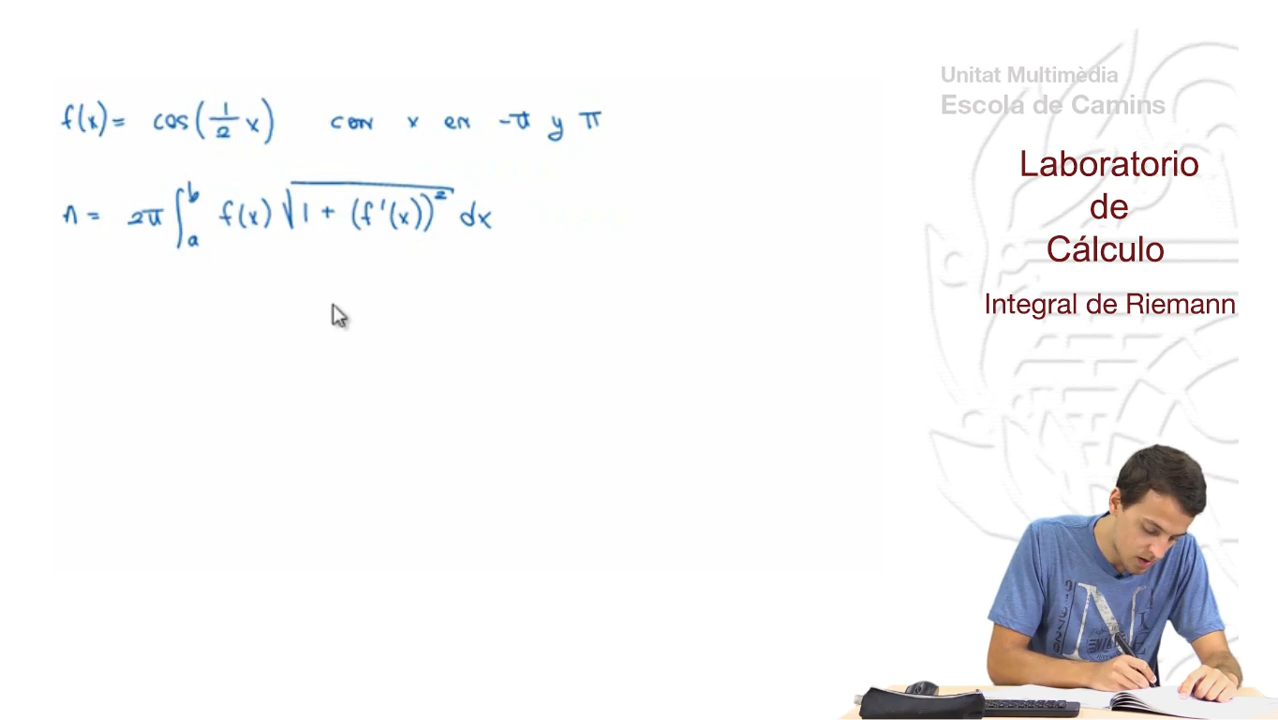 f(x) = cos(1/2 x) con x en -π y π
A = 2π ∫_a^b f(x) √(1 + (f'(x))²) dx
Unitat Multimèdia
Escola de Camins
Laboratorio
de
Cálculo
Integral de Riemann